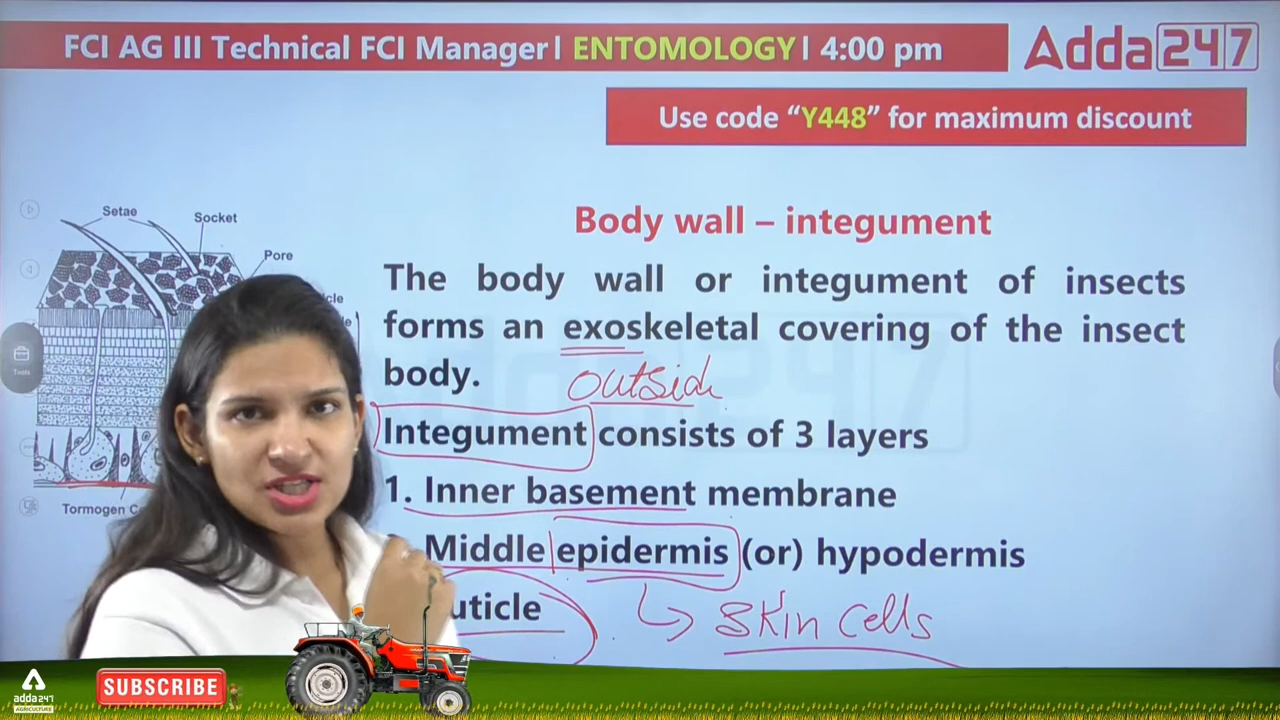 FCI AG III Technical FCI Manager| ENTOMOLOGY| 4:00 pm
Adda247
Use code “Y448” for maximum discount
Setae
Socket
Pore
Tools
Tormogen
Body wall – integument
The body wall or integument of insects
forms an exoskeletal covering of the insect
body.
outside
Integument consists of 3 layers
1. Inner basement membrane
Middle epidermis (or) hypodermis
uticle
skin cells
adda247
AGRICULTURE
SUBSCRIBE